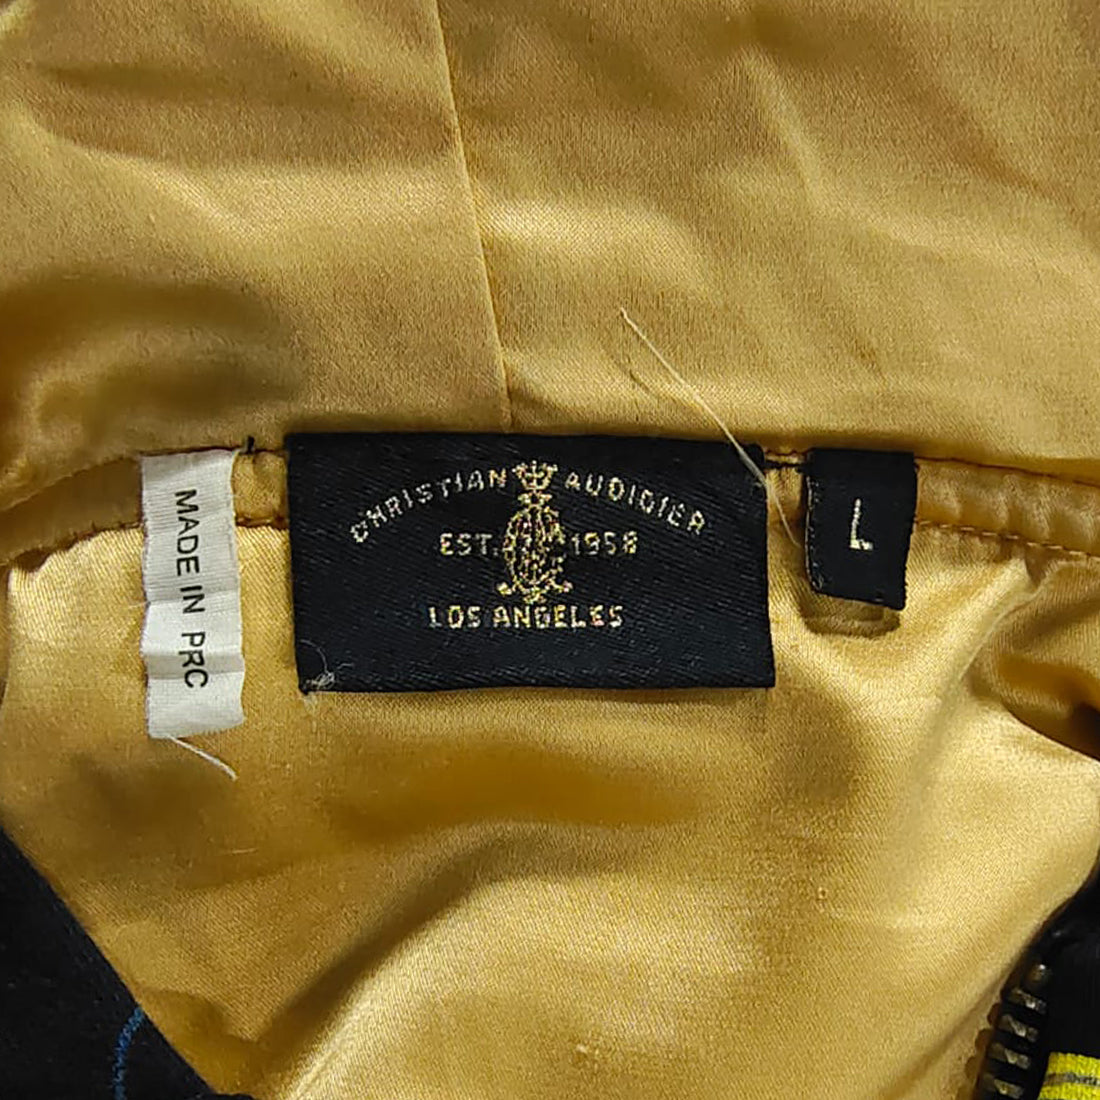 MADE IN PRC
CHRISTIAN AUDIGIER
EST. 1958
LOS ANGELES
L